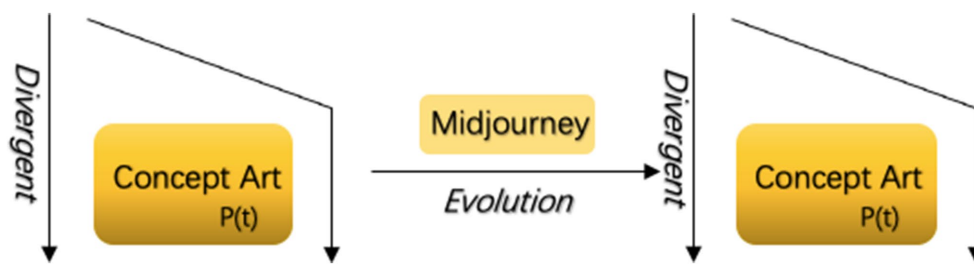 Divergent
Concept Art
P(t)
Midjourney
Evolution
Divergent
Concept Art
P(t)